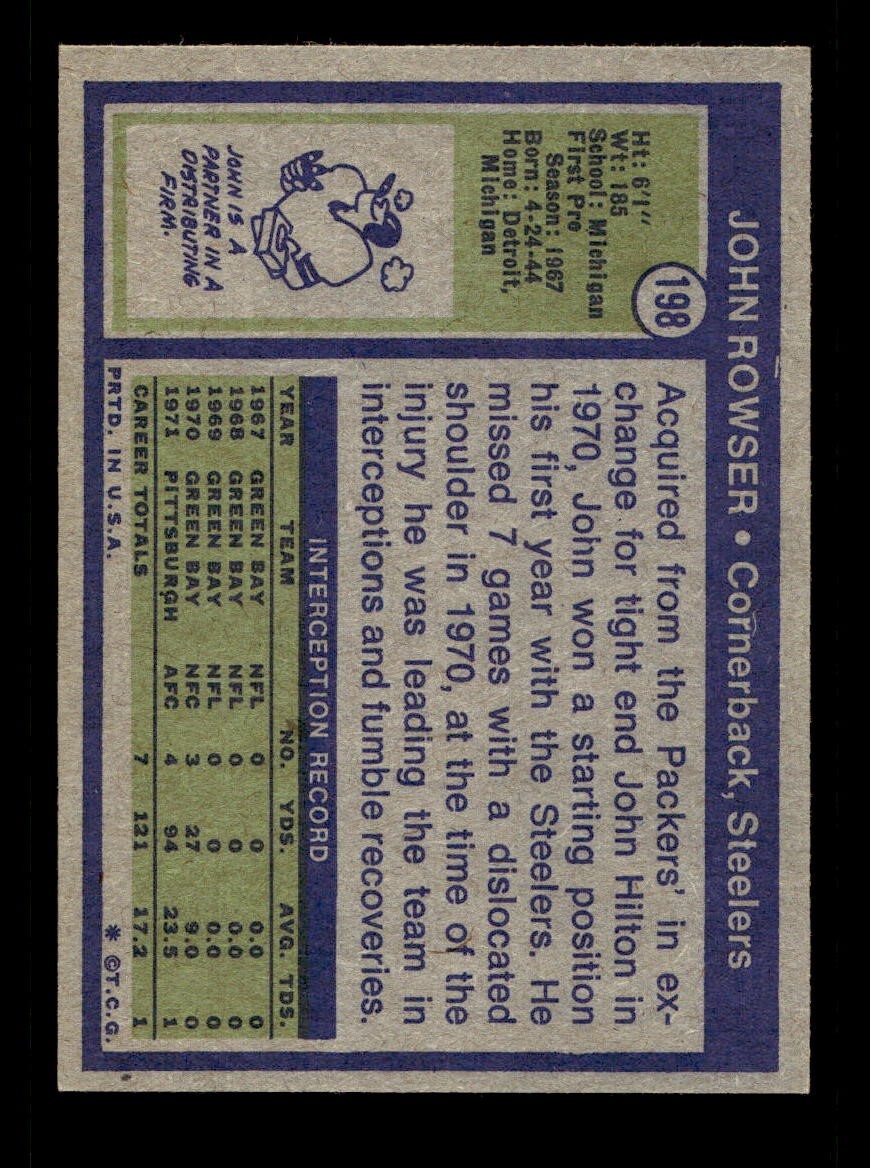 JOHN ROWSER • Cornerback, Steelers
198
Ht: 6'1"
Wt: 185
School: Michigan
First Pro
Season: 1967
Born: 4-24-44
Home: Detroit,
Michigan
JOHN IS A
PARTNER IN A
DISTRIBUTING
FIRM.
Acquired from the Packers' in ex-
change for tight end John Hilton in
1970, John won a starting position
his first year with the Steelers. He
missed 7 games with a dislocated
shoulder in 1970, at the time of the
injury he was leading the team in
interceptions and fumble recoveries.
INTERCEPTION RECORD
YEAR TEAM NO. YDS. AVG. TDS.
1967 GREEN BAY NFL 0 0 0.0 0
1968 GREEN BAY NFL 0 0 0.0 0
1969 GREEN BAY NFL 0 0 0.0 0
1970 GREEN BAY NFC 3 27 9.0 0
1971 PITTSBURGH AFC 4 94 23.5 1
CAREER TOTALS 7 121 17.2 1
PRTD. IN U.S.A. * ©T.C.G.